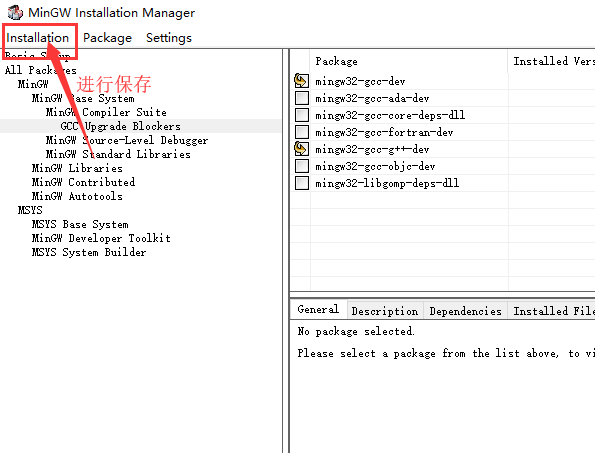 MinGW Installation Manager
Installation Package Settings
Basic Setup
All Packages
MinGW
MinGW Base System
MinGW Compiler Suite
GCC Upgrade Blockers
MinGW Source-Level Debugger
MinGW Standard Libraries
MinGW Libraries
MinGW Contributed
MinGW Autotools
MSYS
MSYS Base System
MinGW Developer Toolkit
MSYS System Builder
进行保存
Package Installed Vers
mingw32-gcc-dev
mingw32-gcc-ada-dev
mingw32-gcc-core-deps-dll
mingw32-gcc-fortran-dev
mingw32-gcc-g++-dev
mingw32-gcc-objc-dev
mingw32-libgomp-deps-dll
General Description Dependencies Installed File
No package selected.
Please select a package from the list above, to vi